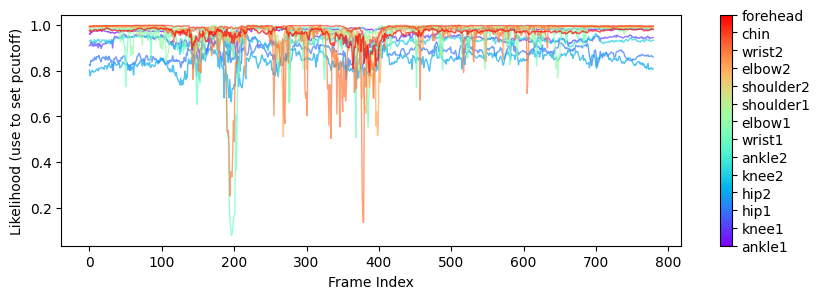 Likelihood (use to set pcutoff)
1.0
0.8
0.6
0.4
0.2
0
100
200
300
400
500
600
700
800
Frame Index
forehead
chin
wrist2
elbow2
shoulder2
shoulder1
elbow1
wrist1
ankle2
knee2
hip2
hip1
knee1
ankle1